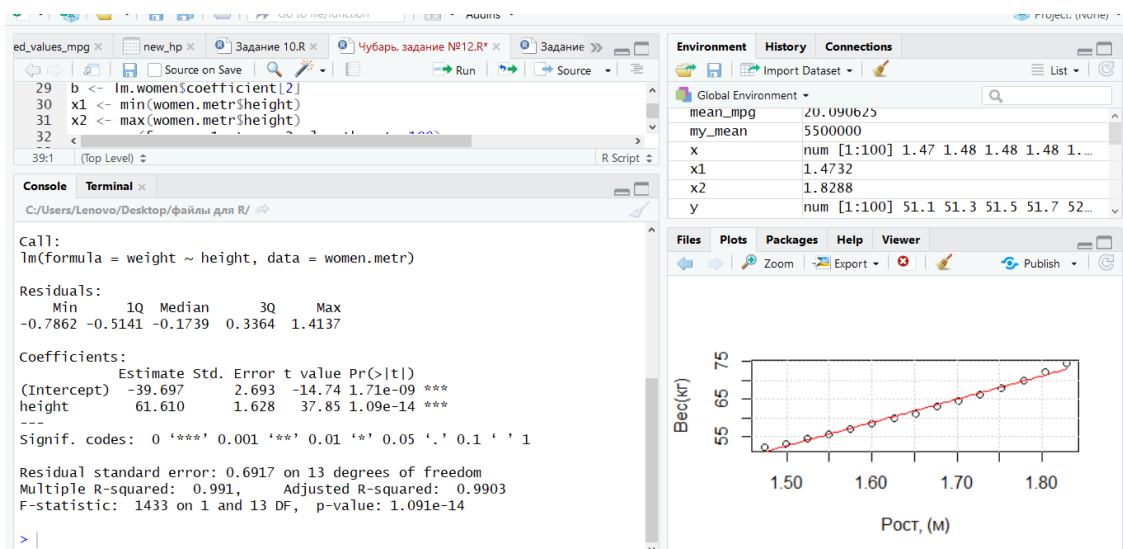 Go to file/function Addins Project: (None)
ed_values_mpg new_hp Задание 10.R Чубарь, задание №12.R* Задание
Source on Save Run Source
29 b <- lm.women$coefficient[2]
30 x1 <- min(women.metr$height)
31 x2 <- max(women.metr$height)
32
39:1 (Top Level) R Script
Console Terminal
C:/Users/Lenovo/Desktop/файлы для R/
Call:
lm(formula = weight ~ height, data = women.metr)
Residuals:
Min 1Q Median 3Q Max
-0.7862 -0.5141 -0.1739 0.3364 1.4137
Coefficients:
Estimate Std. Error t value Pr(>|t|)
(Intercept) -39.697 2.693 -14.74 1.71e-09 ***
height 61.610 1.628 37.85 1.09e-14 ***
---
Signif. codes: 0 ‘***’ 0.001 ‘**’ 0.01 ‘*’ 0.05 ‘.’ 0.1 ‘ ’ 1
Residual standard error: 0.6917 on 13 degrees of freedom
Multiple R-squared: 0.991, Adjusted R-squared: 0.9903
F-statistic: 1433 on 1 and 13 DF, p-value: 1.091e-14
>
Environment History Connections
Import Dataset List
Global Environment
mean_mpg 20.090625
my_mean 5500000
x num [1:100] 1.47 1.48 1.48 1.48 1...
x1 1.4732
x2 1.8288
y num [1:100] 51.1 51.3 51.5 51.7 52...
Files Plots Packages Help Viewer
Zoom Export Publish
75
65
55
Вес(кг)
1.50 1.60 1.70 1.80
Рост, (м)